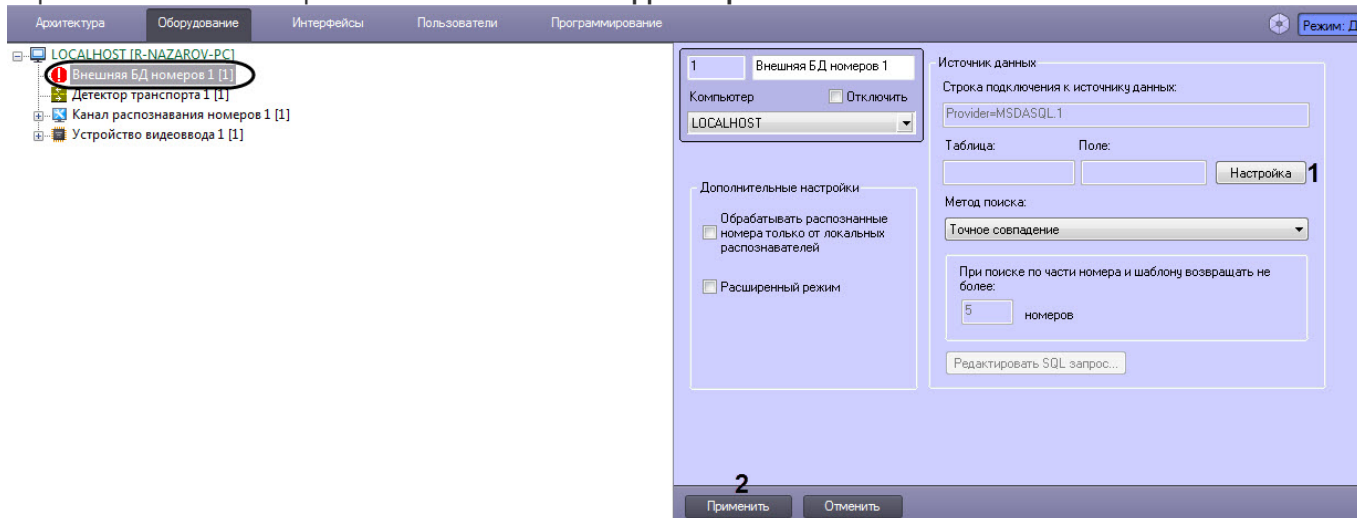 Архитектура Оборудование Интерфейсы Пользователи Программирование Режим: Д
LOCALHOST [R-NAZAROV-PC]
Внешняя БД номеров 1 [1]
Детектор транспорта 1 [1]
Канал распознавания номеров 1 [1]
Устройство видеоввода 1 [1]
1 Внешняя БД номеров 1
Компьютер Отключить
LOCALHOST
Дополнительные настройки
Обрабатывать распознанные
номера только от локальных
распознавателей
Расширенный режим
Источник данных
Строка подключения к источнику данных:
Provider=MSDASQL.1
Таблица: Поле:
Настройка 1
Метод поиска:
Точное совпадение
При поиске по части номера и шаблону возвращать не
более:
5 номеров
Редактировать SQL запрос...
2
Применить Отменить